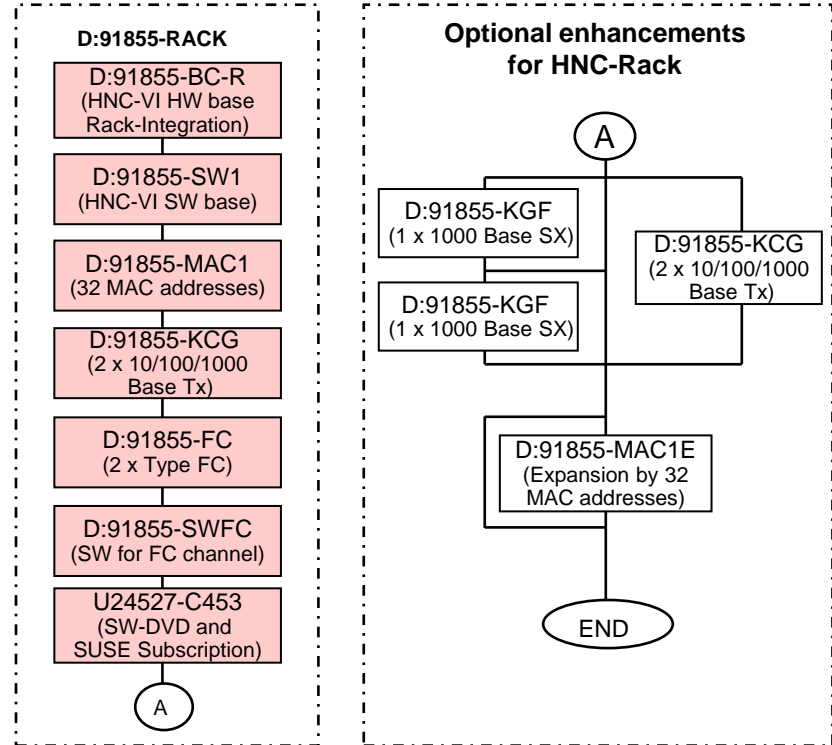 D:91855-RACK
D:91855-BC-R
(HNC-VI HW base
Rack-Integration)
D:91855-SW1
(HNC-VI SW base)
D:91855-MAC1
(32 MAC addresses)
D:91855-KCG
(2 x 10/100/1000
Base Tx)
D:91855-FC
(2 x Type FC)
D:91855-SWFC
(SW for FC channel)
U24527-C453
(SW-DVD and
SUSE Subscription)
A
Optional enhancements
for HNC-Rack
A
D:91855-KGF
(1 x 1000 Base SX)
D:91855-KGF
(1 x 1000 Base SX)
D:91855-KCG
(2 x 10/100/1000
Base Tx)
D:91855-MAC1E
(Expansion by 32
MAC addresses)
END